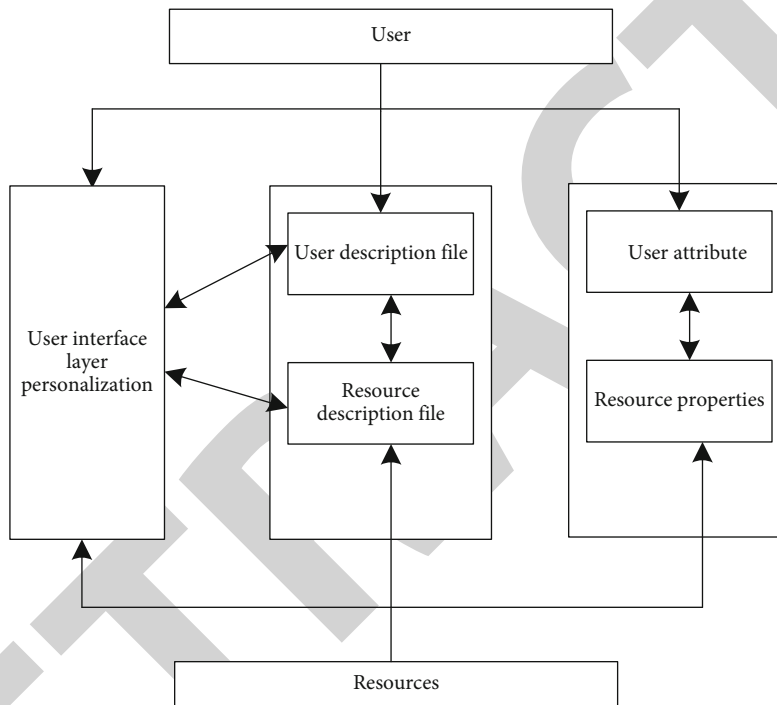 User
User description file
User attribute
User interface
layer
personalization
Resource
description file
Resource properties
Resources